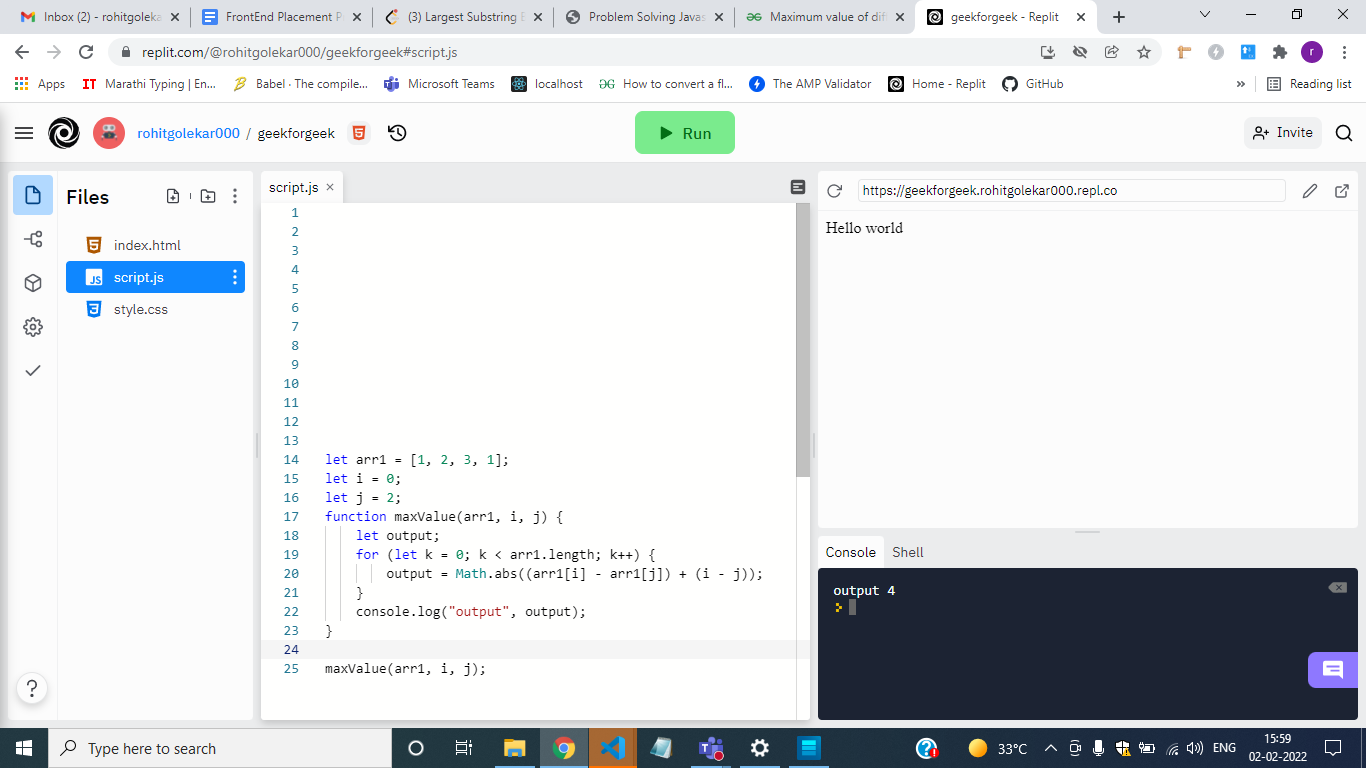 Inbox (2) - rohitgoleka
FrontEnd Placement P
(3) Largest Substring B
Problem Solving Javas
Maximum value of dif
geekforgeek - Replit
replit.com/@rohitgolekar000/geekforgeek#script.js
r
Apps
TT Marathi Typing | En...
Babel · The compile...
Microsoft Teams
localhost
How to convert a fl...
The AMP Validator
Home - Replit
GitHub
»
Reading list
rohitgolekar000 / geekforgeek
Run
Invite
Files
index.html
script.js
style.css
script.js
1
2
3
4
5
6
7
8
9
10
11
12
13
14 let arr1 = [1, 2, 3, 1];
15 let i = 0;
16 let j = 2;
17 function maxValue(arr1, i, j) {
18 let output;
19 for (let k = 0; k < arr1.length; k++) {
20 output = Math.abs((arr1[i] - arr1[j]) + (i - j));
21 }
22 console.log("output", output);
23 }
24
25 maxValue(arr1, i, j);
https://geekforgeek.rohitgolekar000.repl.co
Hello world
Console
Shell
output 4
?
Type here to search
33°C
ENG
15:59
02-02-2022